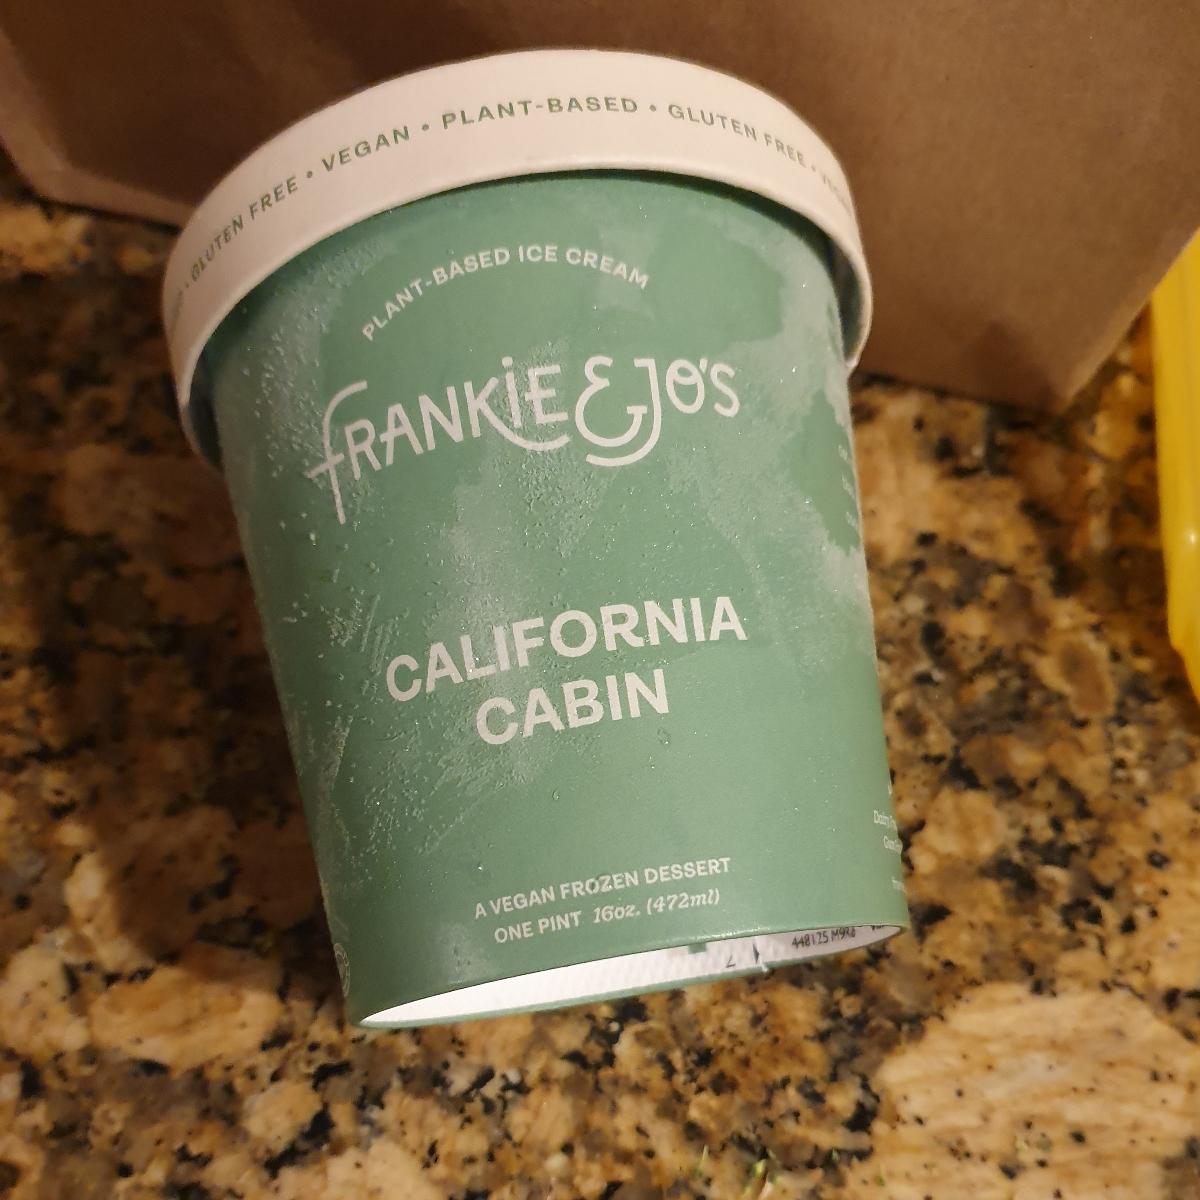 GLUTEN FREE • VEGAN • PLANT-BASED • GLUTEN FREE •
PLANT-BASED ICE CREAM
FRANKIE & JO'S
CALIFORNIA
CABIN
A VEGAN FROZEN DESSERT
ONE PINT 16oz. (472ml)